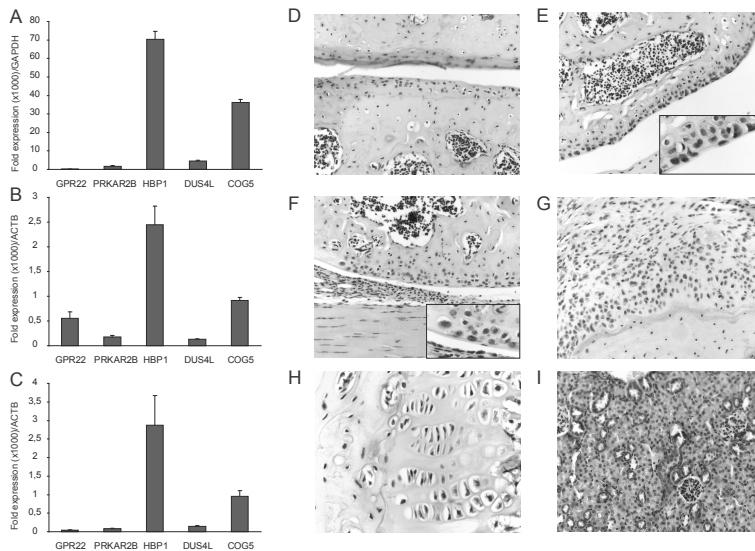 A
Fold expression (x1000)/GAPDH
80
70
60
50
40
30
20
10
0
GPR22 PRKAR2B HBP1 DUS4L COG5
B
Fold expression (x1000)/ACTB
3
2,5
2
1,5
1
0,5
0
GPR22 PRKAR2B HBP1 DUS4L COG5
C
Fold expression (x1000)/ACTB
4
3,5
3
2,5
2
1,5
1
0,5
0
GPR22 PRKAR2B HBP1 DUS4L COG5
D
E
F
G
H
I